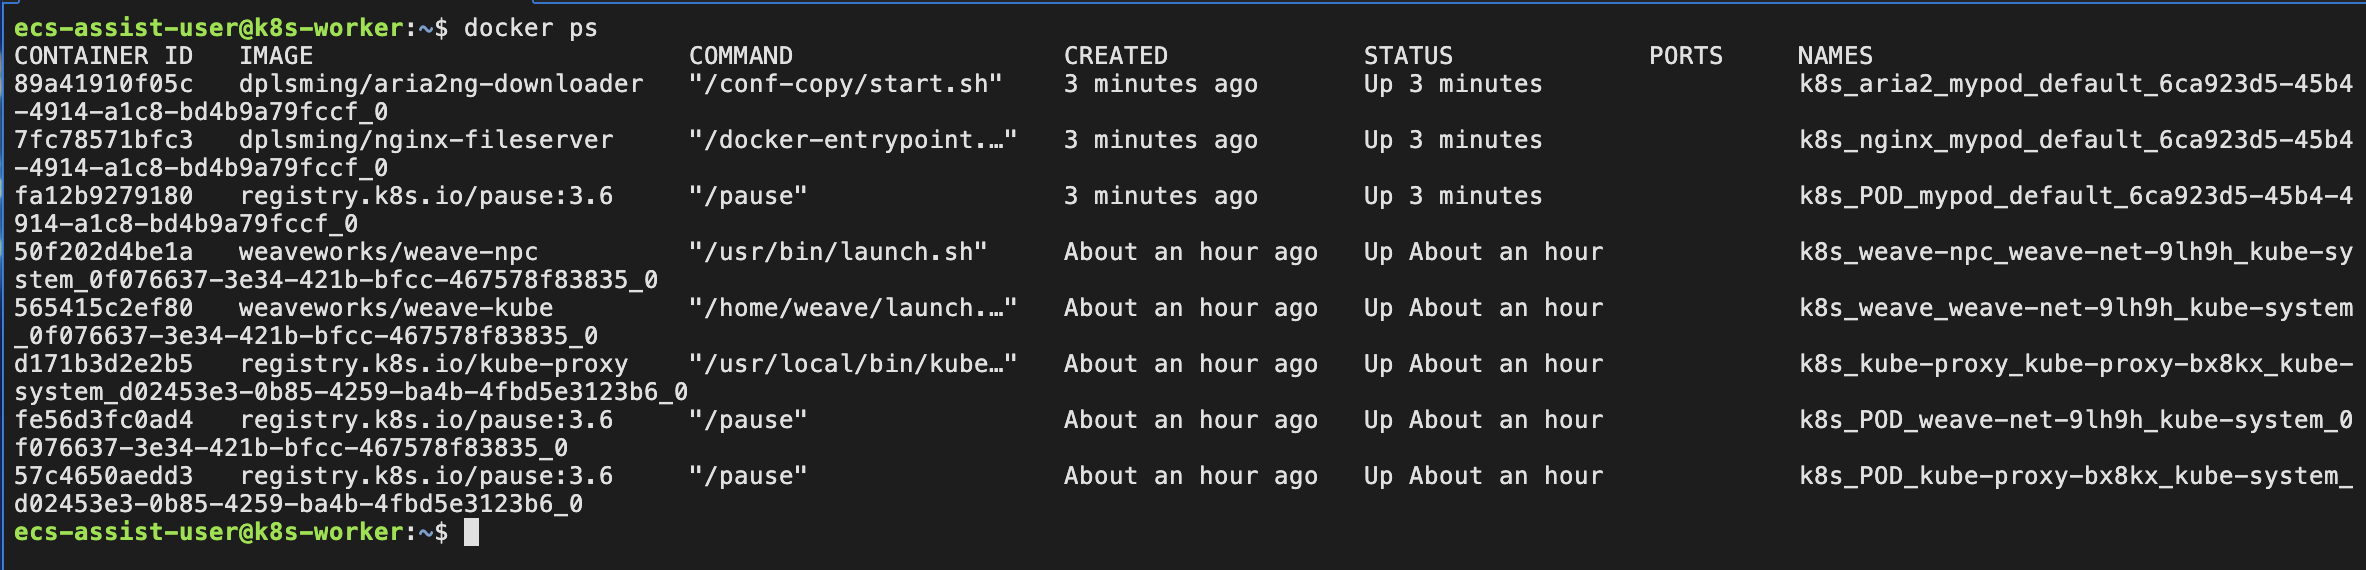 ecs-assist-user@k8s-worker:~$ docker ps
CONTAINER ID   IMAGE                         COMMAND                  CREATED             STATUS             PORTS     NAMES
89a41910f05c   dplsming/aria2ng-downloader   "/conf-copy/start.sh"    3 minutes ago       Up 3 minutes                 k8s_aria2_mypod_default_6ca923d5-45b4
-4914-a1c8-bd4b9a79fccf_0
7fc78571bfc3   dplsming/nginx-fileserver     "/docker-entrypoint.…"   3 minutes ago       Up 3 minutes                 k8s_nginx_mypod_default_6ca923d5-45b4
-4914-a1c8-bd4b9a79fccf_0
fa12b9279180   registry.k8s.io/pause:3.6     "/pause"                 3 minutes ago       Up 3 minutes                 k8s_POD_mypod_default_6ca923d5-45b4-4
914-a1c8-bd4b9a79fccf_0
50f202d4be1a   weaveworks/weave-npc          "/usr/bin/launch.sh"     About an hour ago   Up About an hour             k8s_weave-npc_weave-net-9lh9h_kube-sy
stem_0f076637-3e34-421b-bfcc-467578f83835_0
565415c2ef80   weaveworks/weave-kube         "/home/weave/launch.…"   About an hour ago   Up About an hour             k8s_weave_weave-net-9lh9h_kube-system
_0f076637-3e34-421b-bfcc-467578f83835_0
d171b3d2e2b5   registry.k8s.io/kube-proxy    "/usr/local/bin/kube…"   About an hour ago   Up About an hour             k8s_kube-proxy_kube-proxy-bx8kx_kube-
system_d02453e3-0b85-4259-ba4b-4fbd5e3123b6_0
fe56d3fc0ad4   registry.k8s.io/pause:3.6     "/pause"                 About an hour ago   Up About an hour             k8s_POD_weave-net-9lh9h_kube-system_0
f076637-3e34-421b-bfcc-467578f83835_0
57c4650aedd3   registry.k8s.io/pause:3.6     "/pause"                 About an hour ago   Up About an hour             k8s_POD_kube-proxy-bx8kx_kube-system_
d02453e3-0b85-4259-ba4b-4fbd5e3123b6_0
ecs-assist-user@k8s-worker:~$